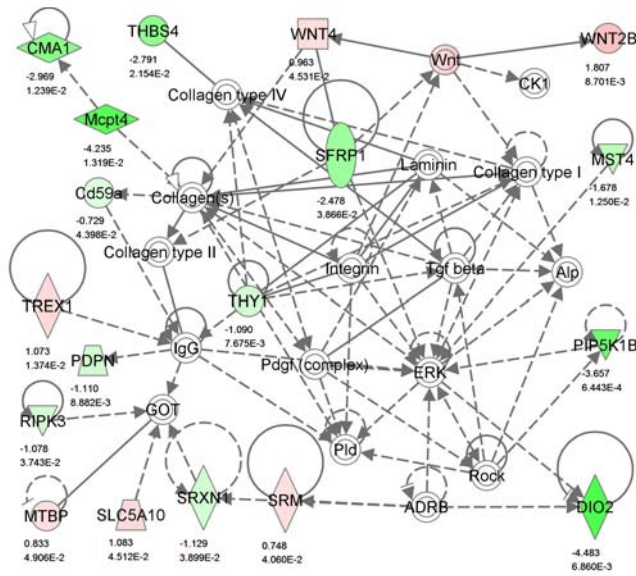 CMA1
-2.969
1.239E-2
THBS4
-2.791
2.154E-2
WNT4
0.963
4.531E-2
Wnt
WNT2B
1.807
8.701E-3
CK1
Collagen type IV
Mcpt4
-4.235
1.319E-2
SFRP1
-2.478
3.866E-2
Laminin
Collagen type I
MST4
-1.678
1.250E-2
Cd59a
-0.729
4.398E-2
Collagen(s)
Collagen type II
Integrin
Tgf beta
Alp
TREX1
1.073
1.374E-2
THY1
-1.090
7.675E-3
PDPN
-1.110
8.882E-3
IgG
Pdgf (complex)
ERK
PIP5K1B
-3.657
6.443E-4
RIPK3
-1.078
3.743E-2
GOT
Pld
Rock
MTBP
0.833
4.906E-2
SLC5A10
1.083
4.512E-2
SRXN1
-1.129
3.899E-2
SRM
0.748
4.060E-2
ADRB
DIO2
-4.483
6.860E-3